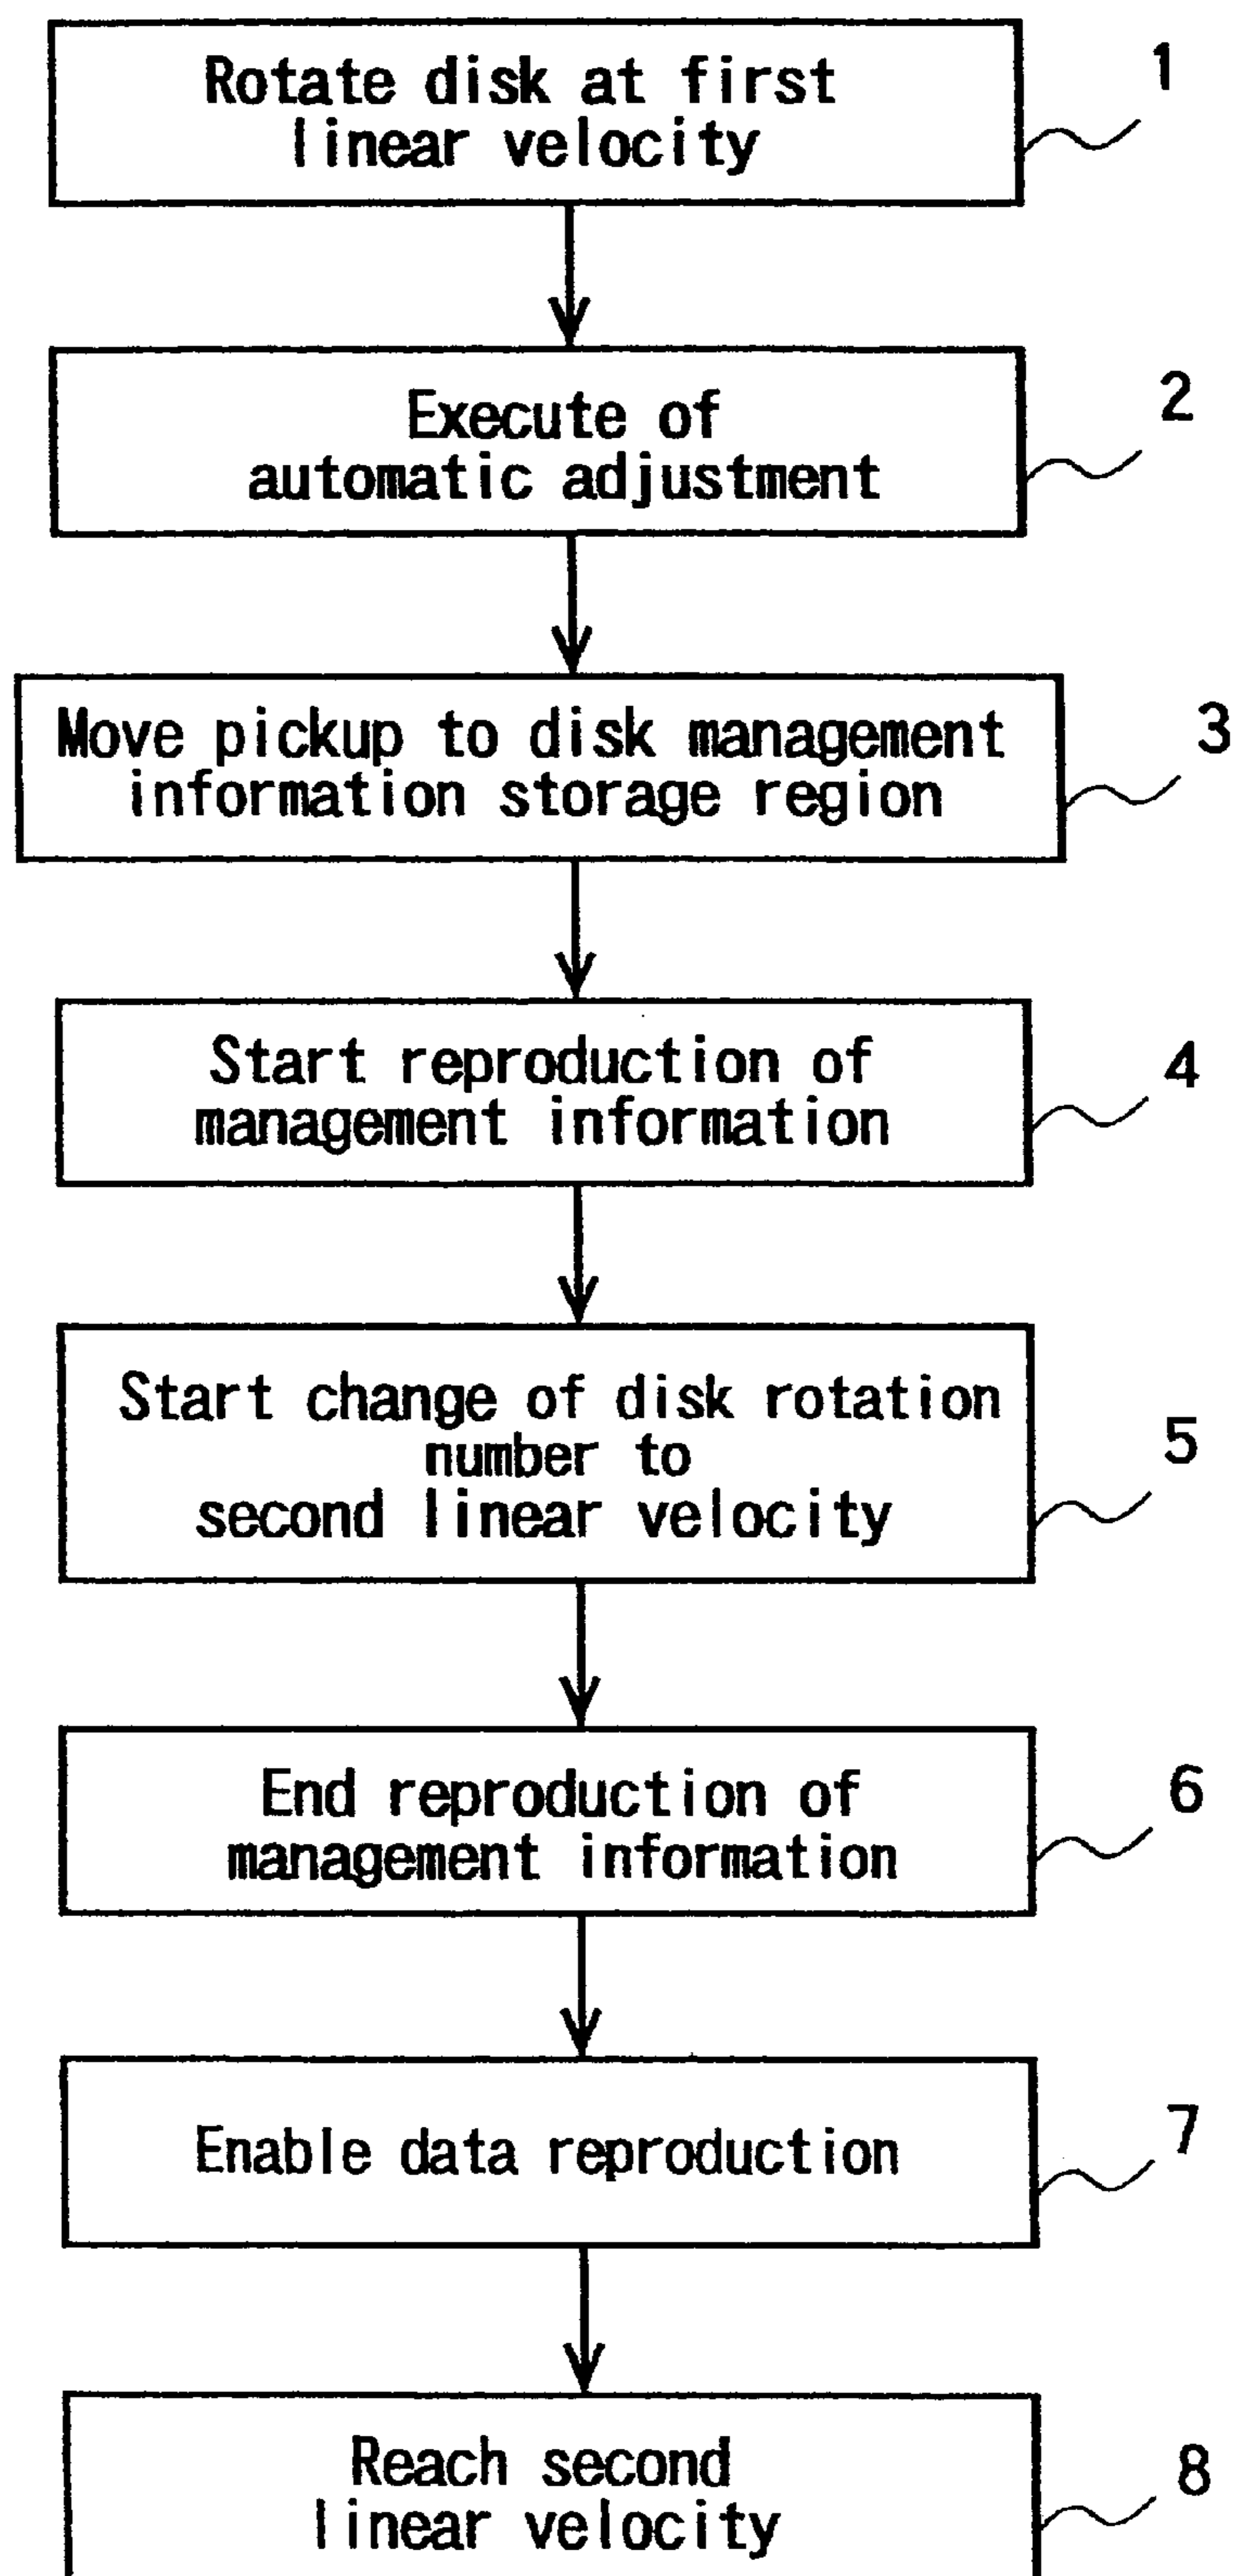 Rotate disk at first
linear velocity
1
Execute of
automatic adjustment
2
Move pickup to disk management
information storage region
3
Start reproduction of
management information
4
Start change of disk rotation
number to
second linear velocity
5
End reproduction of
management information
6
Enable data reproduction
7
Reach second
linear velocity
8